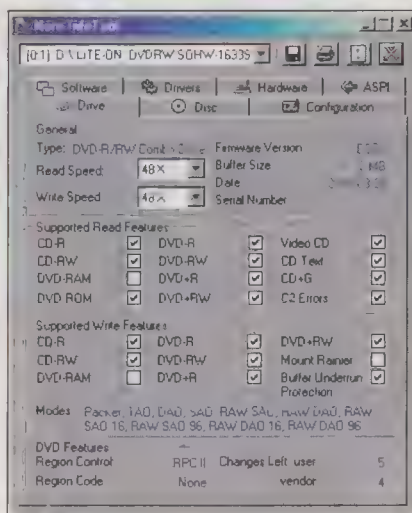 [0:1] D:\ LITE-ON DVDRW SOHW-1633S
Software Drivers Hardware ASPI
Drive Disc Configuration
General
Type: DVD-R/RW Firmware Version
Read Speed: 48X Buffer Size MB
Date
Write Speed 48X Serial Number
Supported Read Features
CD-R DVD-R Video CD
CD-RW DVD-RW CD Text
DVD-RAM DVD+R CD+G
DVD ROM DVD+RW C2 Errors
Supported Write Features
CD-R DVD-R DVD+RW
CD-RW DVD-RW Mount Rainier
DVD-RAM DVD+R Buffer Underrun
Protection
Modes Packet, TAO, DAO, SAO, RAW SAO, RAW DAO, RAW
SAO 16, RAW SAO 96, RAW DAO 16, RAW DAO 96
DVD Features
Region Control RPC II Changes Left user 5
Region Code None vendor 4